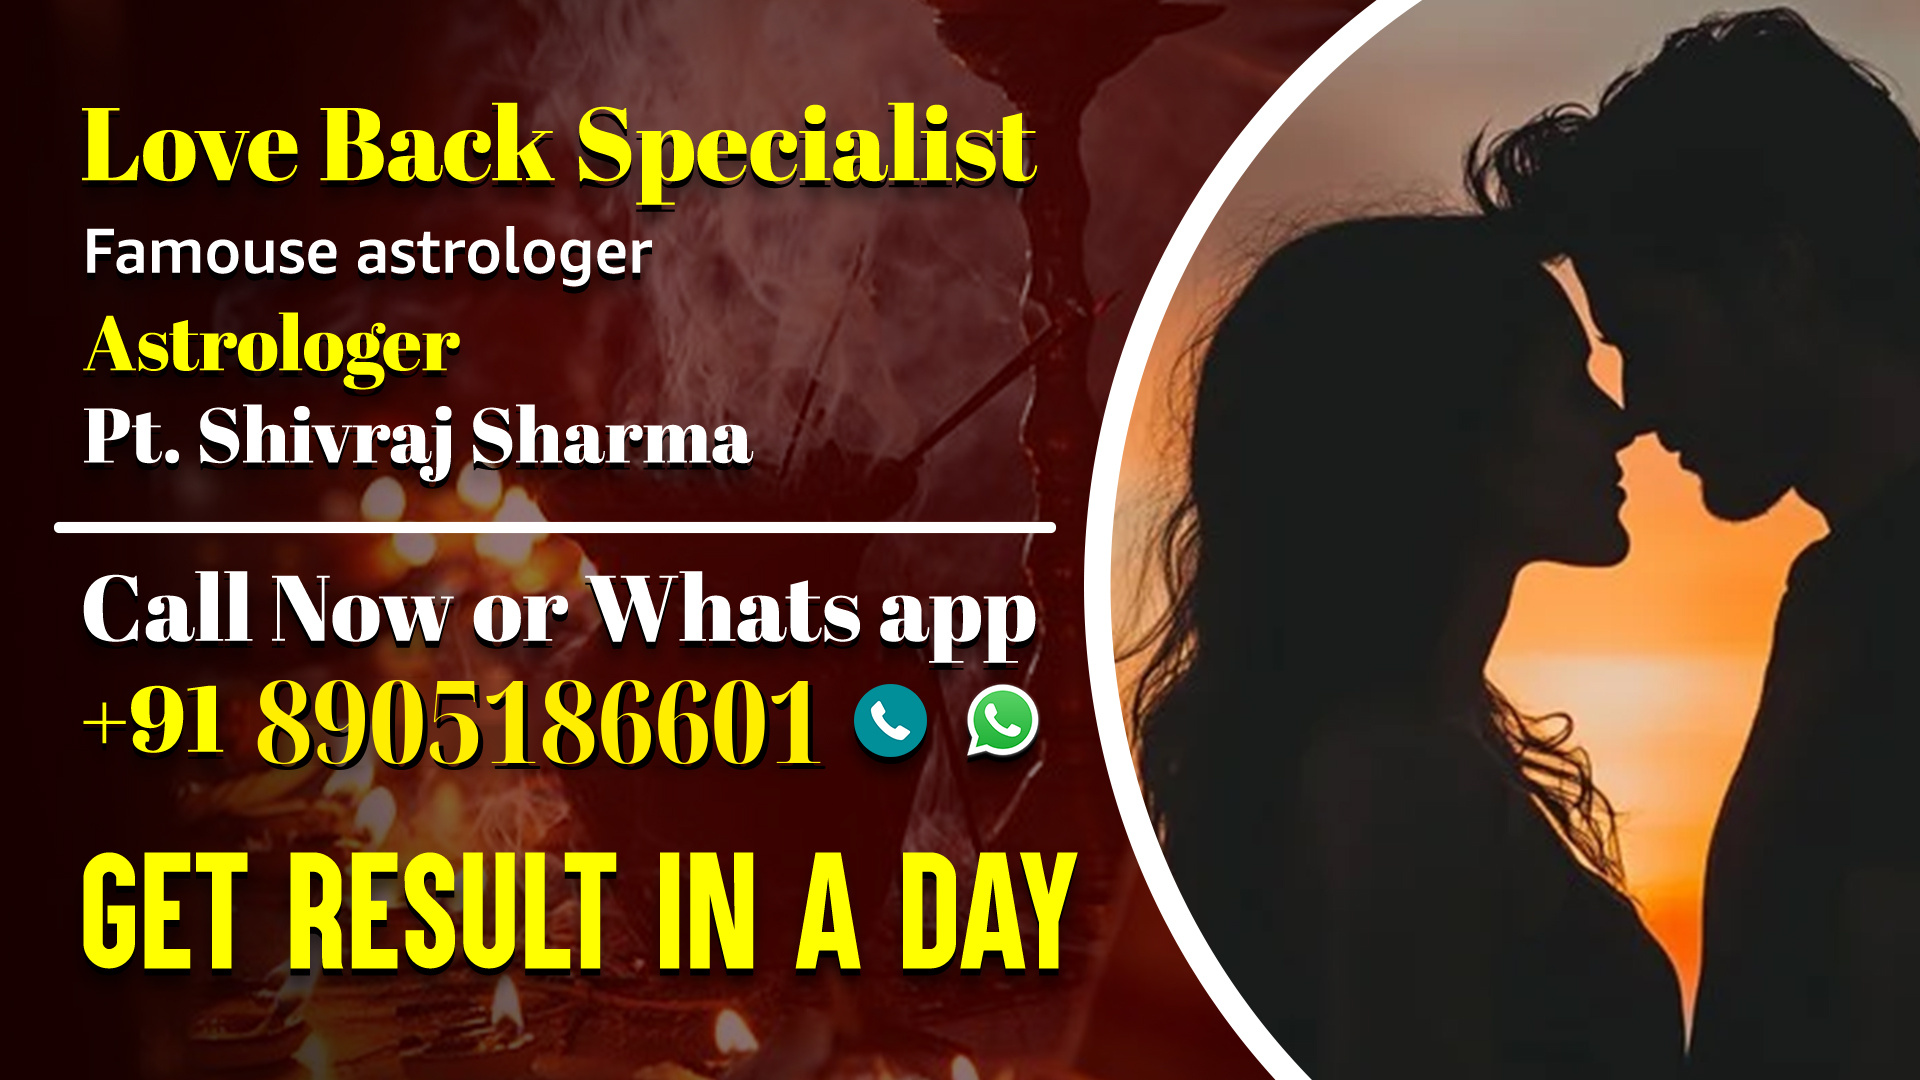 Love Back Specialist
Famouse astrologer
Astrologer
Pt. Shivraj Sharma
Call Now or Whats app
+91 8905186601
GET RESULT IN A DAY